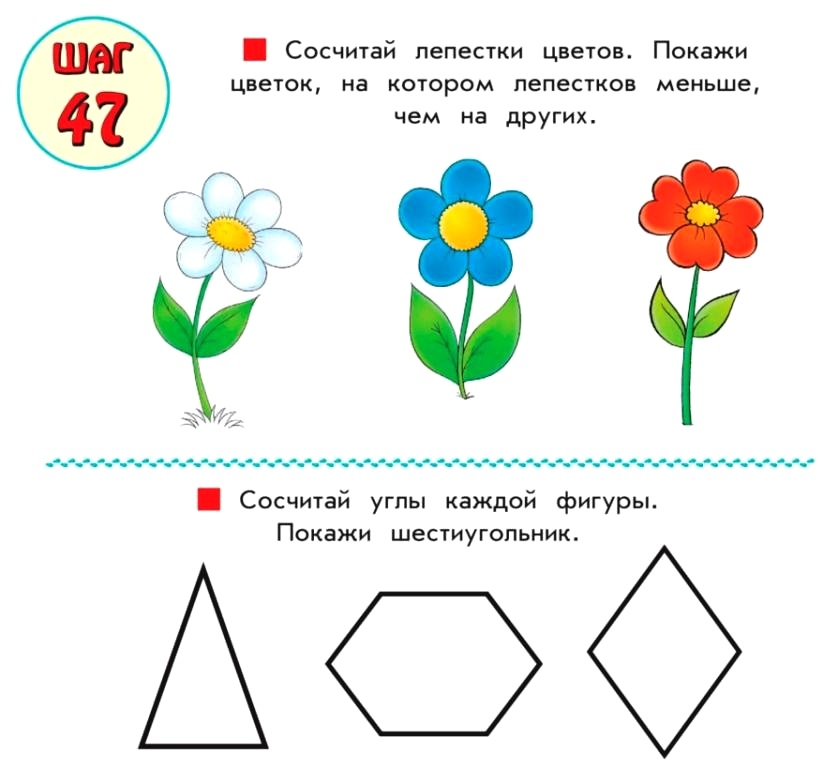 ШАГ
47
Сосчитай лепестки цветов. Покажи
цветок, на котором лепестков меньше,
чем на других.
Сосчитай углы каждой фигуры.
Покажи шестиугольник.